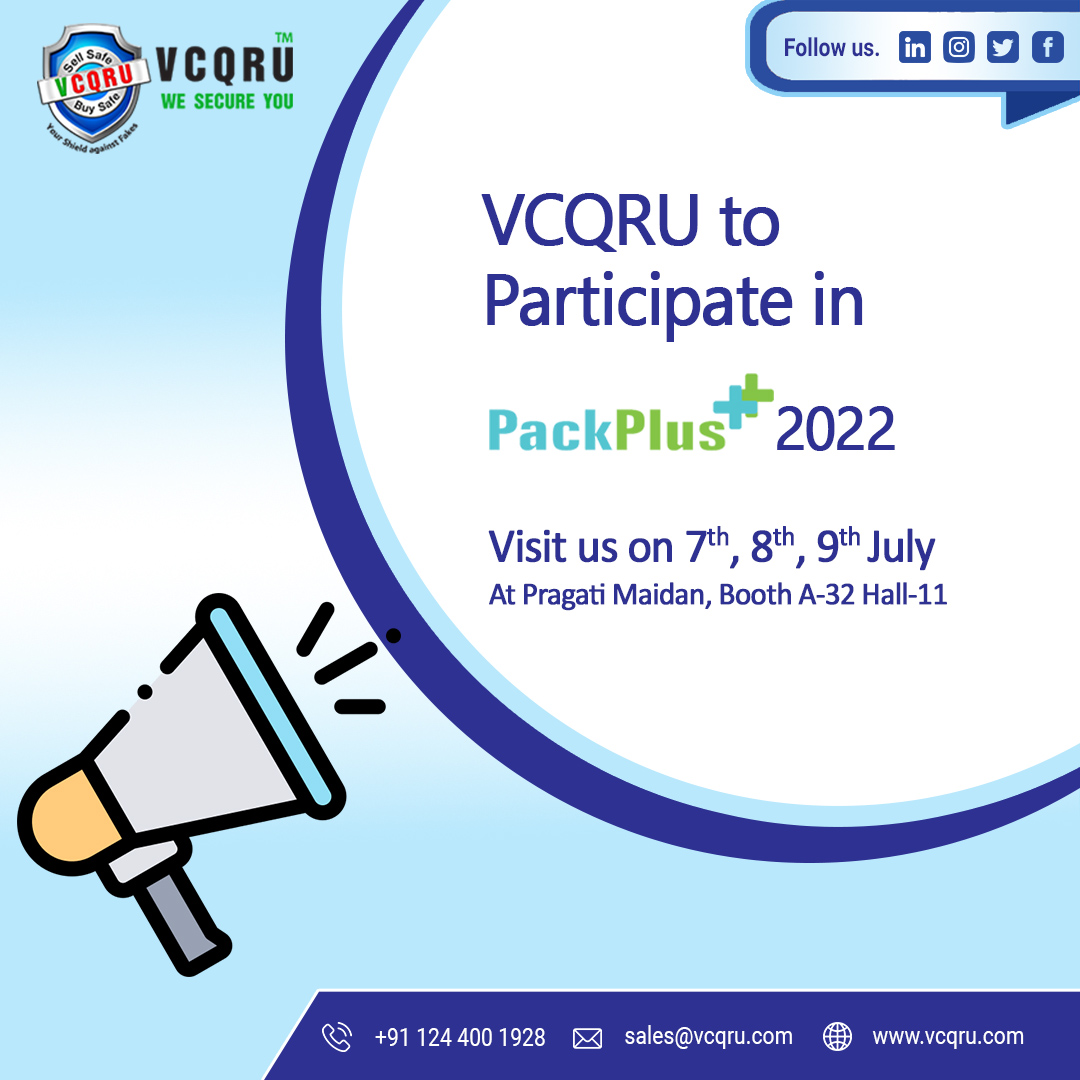 Sell Safe
VCQRU
Buy Safe
Your Shield against Fakes
VCQRU™
WE SECURE YOU
Follow us.
VCQRU to
Participate in
PackPlus 2022
Visit us on 7th, 8th, 9th July
At Pragati Maidan, Booth A-32 Hall-11
+91 124 400 1928
sales@vcqru.com
www.vcqru.com